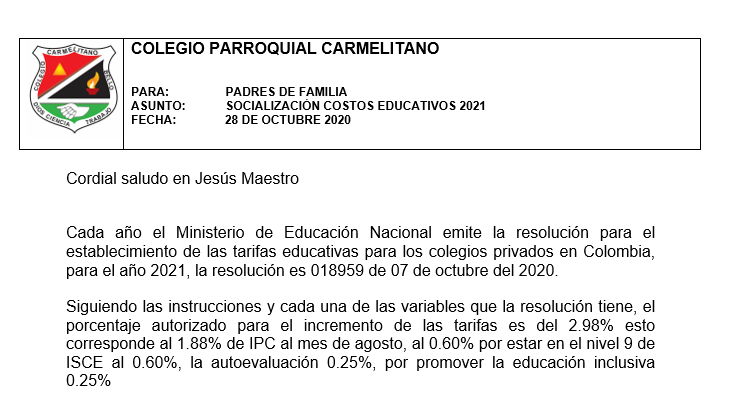 COLEGIO PARROQUIAL CARMELITANO
PARA: PADRES DE FAMILIA
ASUNTO: SOCIALIZACIÓN COSTOS EDUCATIVOS 2021
FECHA: 28 DE OCTUBRE 2020
COLEGIO CARMELITANO BELLO
DIOS CIENCIA TRABAJO
Cordial saludo en Jesús Maestro
Cada año el Ministerio de Educación Nacional emite la resolución para el
establecimiento de las tarifas educativas para los colegios privados en Colombia,
para el año 2021, la resolución es 018959 de 07 de octubre del 2020.
Siguiendo las instrucciones y cada una de las variables que la resolución tiene, el
porcentaje autorizado para el incremento de las tarifas es del 2.98% esto
corresponde al 1.88% de IPC al mes de agosto, al 0.60% por estar en el nivel 9 de
ISCE al 0.60%, la autoevaluación 0.25%, por promover la educación inclusiva
0.25%